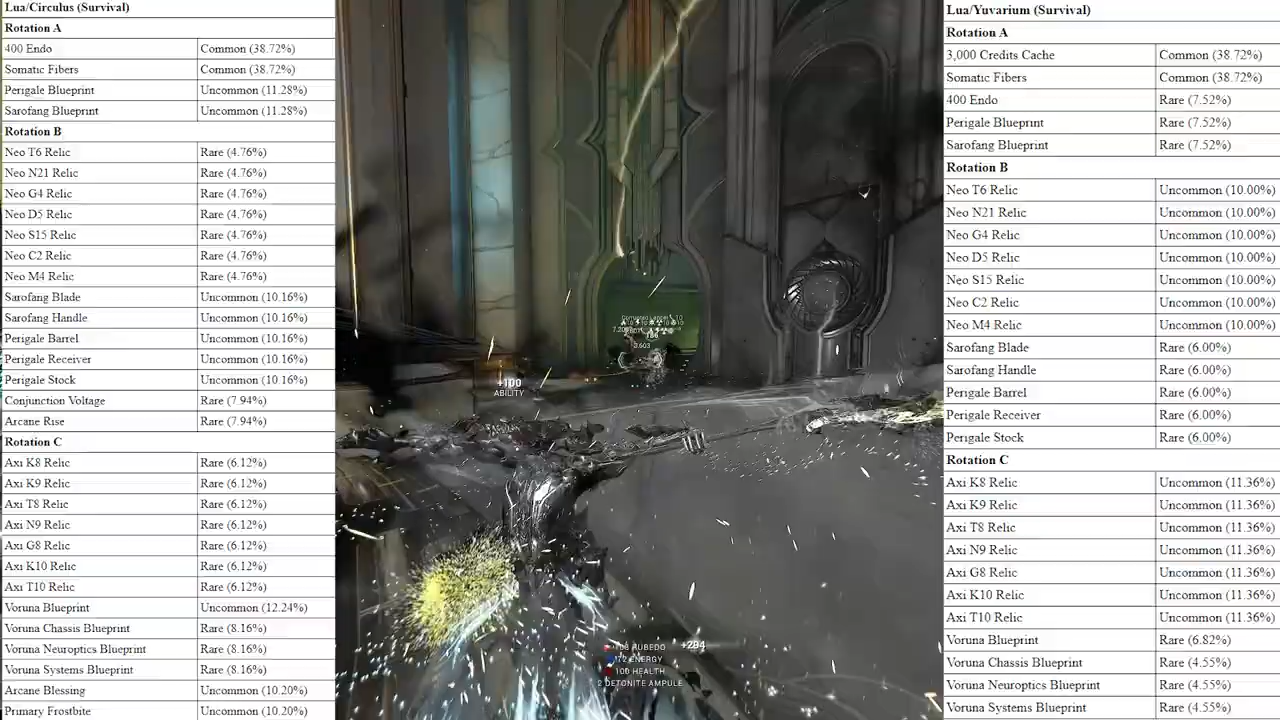 Lua/Circulus (Survival)
Rotation A
400 Endo Common (38.72%)
Somatic Fibers Common (38.72%)
Perigale Blueprint Uncommon (11.28%)
Sarofang Blueprint Uncommon (11.28%)
Rotation B
Neo T6 Relic Rare (4.76%)
Neo N21 Relic Rare (4.76%)
Neo G4 Relic Rare (4.76%)
Neo D5 Relic Rare (4.76%)
Neo S15 Relic Rare (4.76%)
Neo C2 Relic Rare (4.76%)
Neo M4 Relic Rare (4.76%)
Sarofang Blade Uncommon (10.16%)
Sarofang Handle Uncommon (10.16%)
Perigale Barrel Uncommon (10.16%)
Perigale Receiver Uncommon (10.16%)
Perigale Stock Uncommon (10.16%)
Conjunction Voltage Rare (7.94%)
Arcane Rise Rare (7.94%)
Rotation C
Axi K8 Relic Rare (6.12%)
Axi K9 Relic Rare (6.12%)
Axi T8 Relic Rare (6.12%)
Axi N9 Relic Rare (6.12%)
Axi G8 Relic Rare (6.12%)
Axi K10 Relic Rare (6.12%)
Axi T10 Relic Rare (6.12%)
Voruna Blueprint Uncommon (12.24%)
Voruna Chassis Blueprint Rare (8.16%)
Voruna Neuroptics Blueprint Rare (8.16%)
Voruna Systems Blueprint Rare (8.16%)
Arcane Blessing Uncommon (10.20%)
Primary Frostbite Uncommon (10.20%)
+100
ABILITY
+294
RUBEDO
ENERGY
100 HEALTH
2 DETONITE AMPULE
Lua/Yuvarium (Survival)
Rotation A
3,000 Credits Cache Common (38.72%)
Somatic Fibers Common (38.72%)
400 Endo Rare (7.52%)
Perigale Blueprint Rare (7.52%)
Sarofang Blueprint Rare (7.52%)
Rotation B
Neo T6 Relic Uncommon (10.00%)
Neo N21 Relic Uncommon (10.00%)
Neo G4 Relic Uncommon (10.00%)
Neo D5 Relic Uncommon (10.00%)
Neo S15 Relic Uncommon (10.00%)
Neo C2 Relic Uncommon (10.00%)
Neo M4 Relic Uncommon (10.00%)
Sarofang Blade Rare (6.00%)
Sarofang Handle Rare (6.00%)
Perigale Barrel Rare (6.00%)
Perigale Receiver Rare (6.00%)
Perigale Stock Rare (6.00%)
Rotation C
Axi K8 Relic Uncommon (11.36%)
Axi K9 Relic Uncommon (11.36%)
Axi T8 Relic Uncommon (11.36%)
Axi N9 Relic Uncommon (11.36%)
Axi G8 Relic Uncommon (11.36%)
Axi K10 Relic Uncommon (11.36%)
Axi T10 Relic Uncommon (11.36%)
Voruna Blueprint Rare (6.82%)
Voruna Chassis Blueprint Rare (4.55%)
Voruna Neuroptics Blueprint Rare (4.55%)
Voruna Systems Blueprint Rare (4.55%)